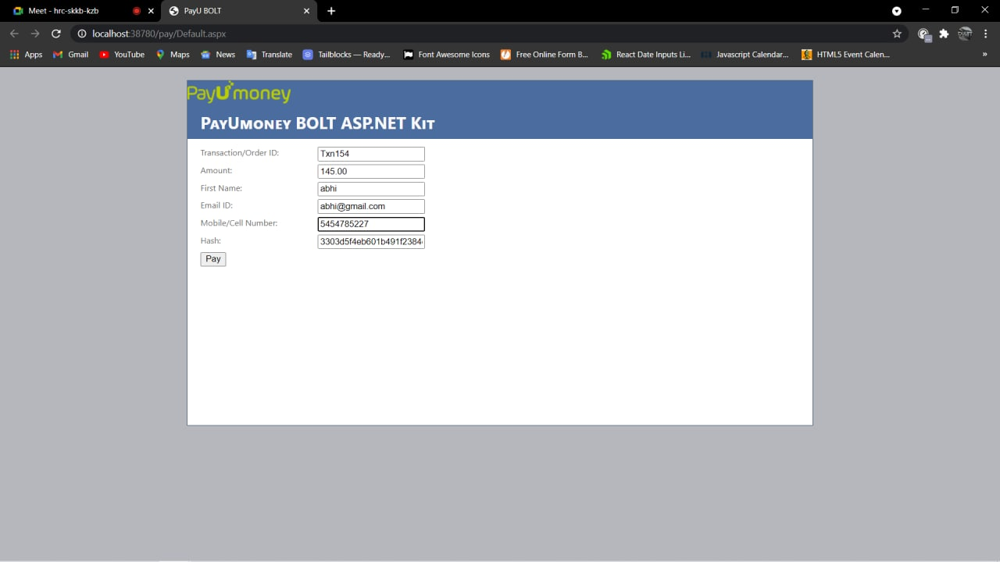 Meet - hrc-skkb-kzb
PayU BOLT
localhost:38780/pay/Default.aspx
Apps Gmail YouTube Maps News Translate Tailblocks — Ready... Font Awesome Icons Free Online Form B... React Date Inputs Li... Javascript Calendar... HTML5 Event Calen... »
PayUmoney
PayUmoney BOLT ASP.NET Kit
Transaction/Order ID: Txn154
Amount: 145.00
First Name: abhi
Email ID: abhi@gmail.com
Mobile/Cell Number: 5454785227
Hash: 3303d5f4eb601b491f2384
Pay